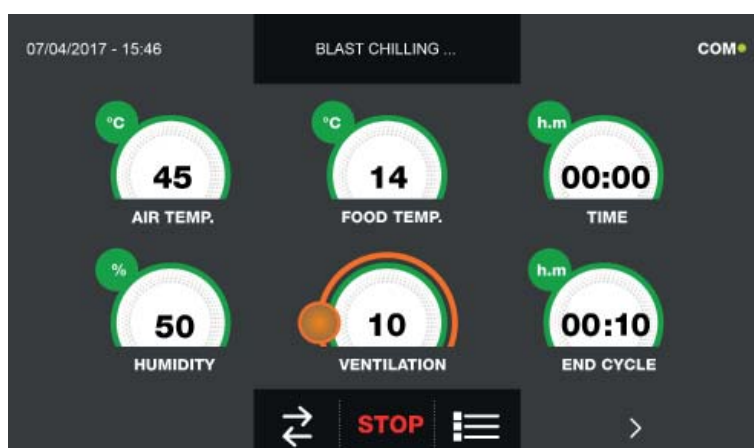 07/04/2017 - 15:46
BLAST CHILLING ...
COM
°C
45
AIR TEMP.
°C
14
FOOD TEMP.
h.m
00:00
TIME
%
50
HUMIDITY
10
VENTILATION
h.m
00:10
END CYCLE
STOP